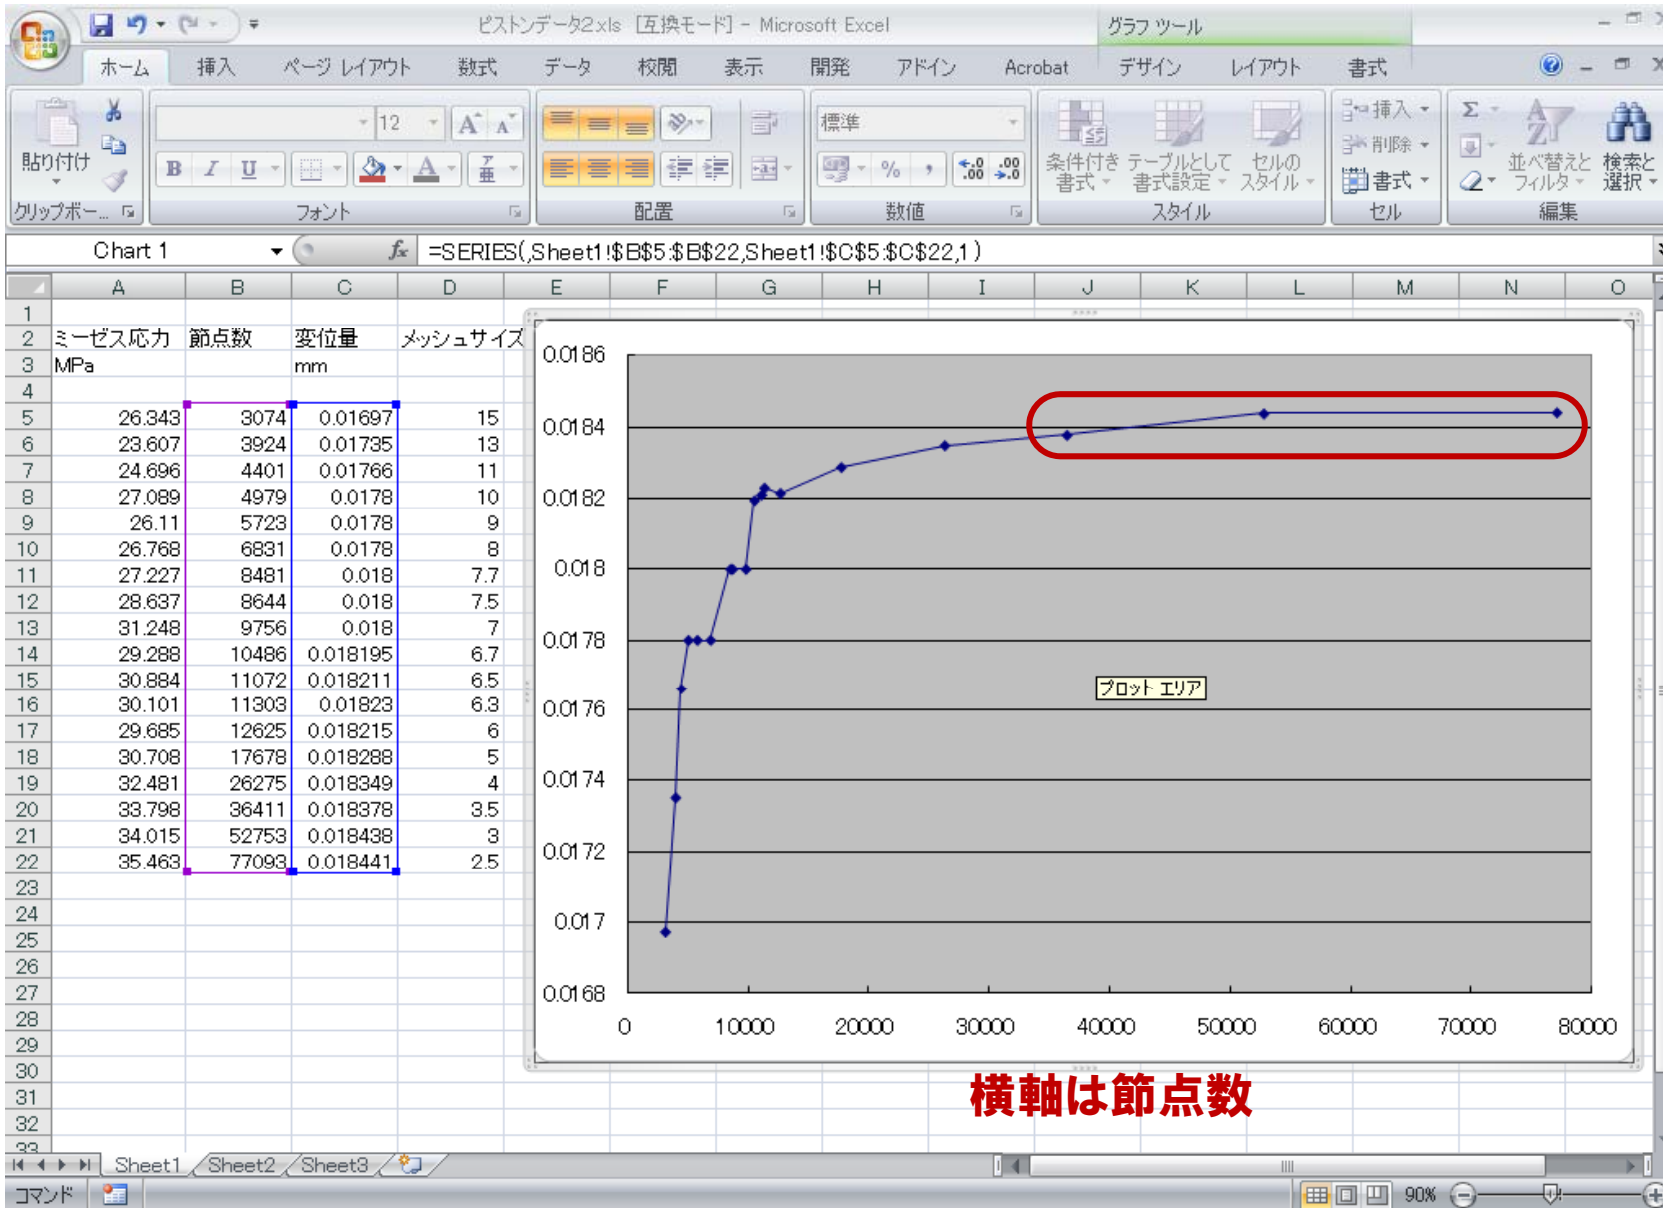 ピストンデータ2.xls [互換モード] - Microsoft Excel
グラフ ツール
ホーム 挿入 ページ レイアウト 数式 データ 校閲 表示 開発 アドイン Acrobat デザイン レイアウト 書式
貼り付け
クリップボー...
12
B I U
フォント
配置
標準
%
数値
条件付き書式
テーブルとして書式設定
セルのスタイル
スタイル
挿入
削除
書式
セル
並べ替えとフィルタ
検索と選択
編集
Chart 1
fx =SERIES(,Sheet1!$B$5:$B$22,Sheet1!$C$5:$C$22,1)
A B C D E F G H I J K L M N O
1
2 ミーゼス応力 節点数 変位量 メッシュサイズ
3 MPa mm
4
5 26.343 3074 0.01697 15
6 23.607 3924 0.01735 13
7 24.696 4401 0.01766 11
8 27.089 4979 0.0178 10
9 26.11 5723 0.0178 9
10 26.768 6831 0.0178 8
11 27.227 8481 0.018 7.7
12 28.637 8644 0.018 7.5
13 31.248 9756 0.018 7
14 29.288 10486 0.018195 6.7
15 30.884 11072 0.018211 6.5
16 30.101 11303 0.01823 6.3
17 29.685 12625 0.018215 6
18 30.708 17678 0.018288 5
19 32.481 26275 0.018349 4
20 33.798 36411 0.018378 3.5
21 34.015 52753 0.018438 3
22 35.463 77093 0.018441 2.5
23
24
25
26
27
28
29
30
31
32
33
0.0186
0.0184
0.0182
0.018
0.0178
0.0176
0.0174
0.0172
0.017
0.0168
プロット エリア
0 10000 20000 30000 40000 50000 60000 70000 80000
横軸は節点数
Sheet1 Sheet2 Sheet3
コマンド
90%